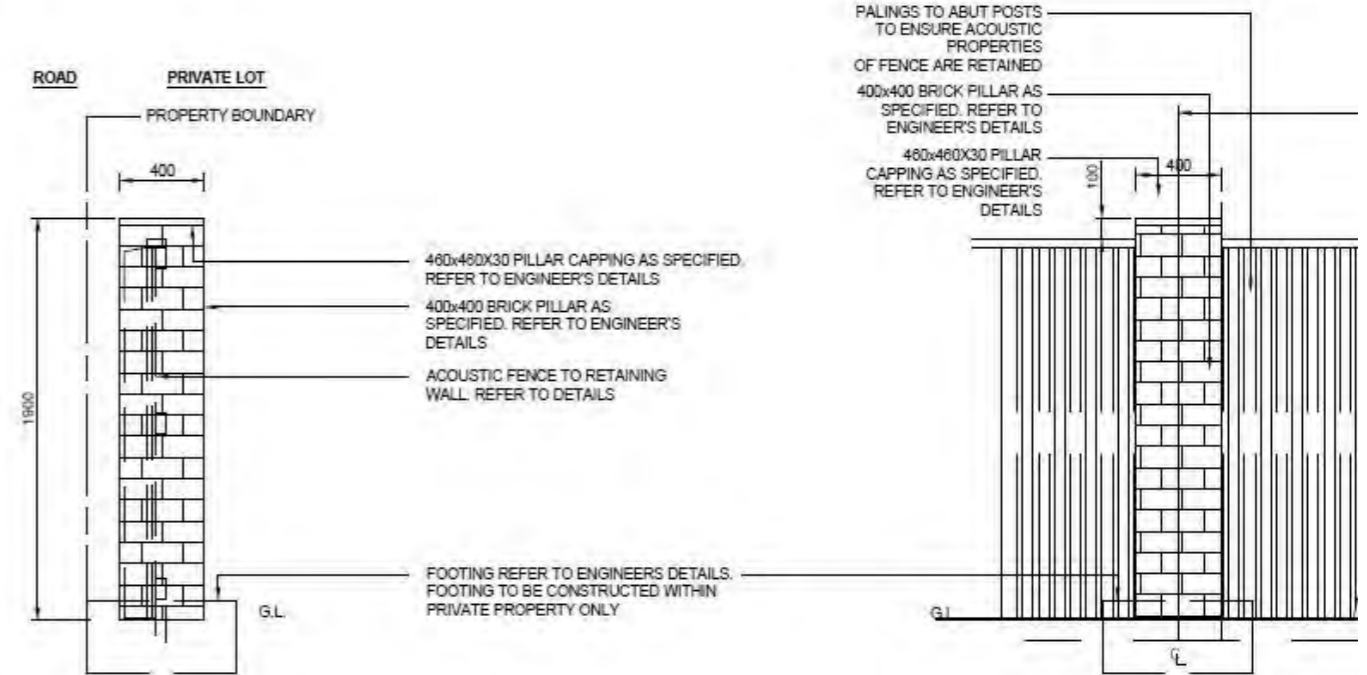 ROAD
PRIVATE LOT
PROPERTY BOUNDARY
400
1900
460x460X30 PILLAR CAPPING AS SPECIFIED.
REFER TO ENGINEER'S DETAILS
400x400 BRICK PILLAR AS
SPECIFIED. REFER TO ENGINEER'S
DETAILS
ACOUSTIC FENCE TO RETAINING
WALL. REFER TO DETAILS
FOOTING REFER TO ENGINEERS DETAILS.
FOOTING TO BE CONSTRUCTED WITHIN
PRIVATE PROPERTY ONLY
G.L.
PALINGS TO ABUT POSTS
TO ENSURE ACOUSTIC
PROPERTIES
OF FENCE ARE RETAINED
400x400 BRICK PILLAR AS
SPECIFIED. REFER TO
ENGINEER'S DETAILS
460x460X30 PILLAR
CAPPING AS SPECIFIED.
REFER TO ENGINEER'S
DETAILS
100
400
G.L.
CL